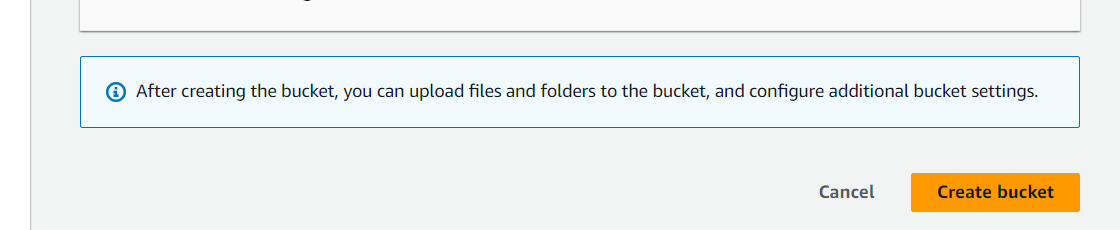 After creating the bucket, you can upload files and folders to the bucket, and configure additional bucket settings.
Cancel
Create bucket